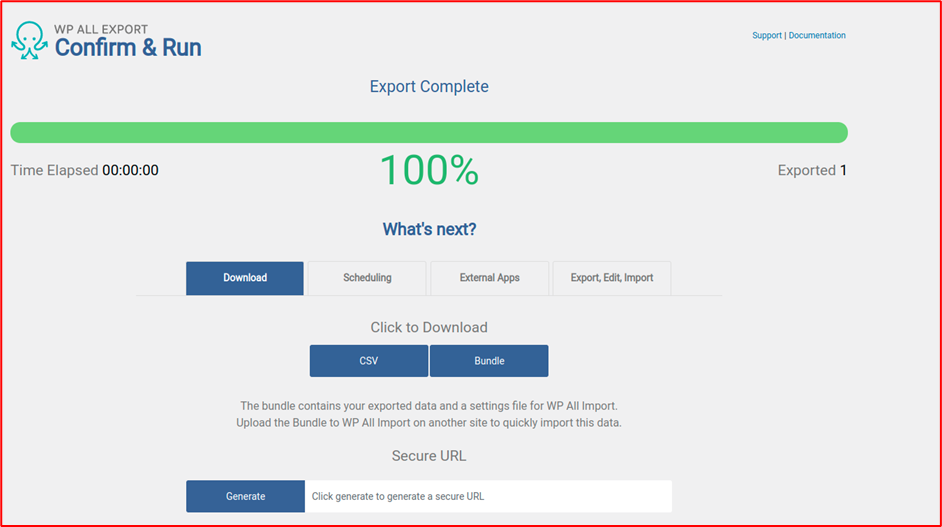 WP ALL EXPORT
Confirm & Run
Support | Documentation
Export Complete
Time Elapsed 00:00:00
100%
Exported 1
What's next?
Download
Scheduling
External Apps
Export, Edit, Import
Click to Download
CSV
Bundle
The bundle contains your exported data and a settings file for WP All Import.
Upload the Bundle to WP All Import on another site to quickly import this data.
Secure URL
Generate
Click generate to generate a secure URL